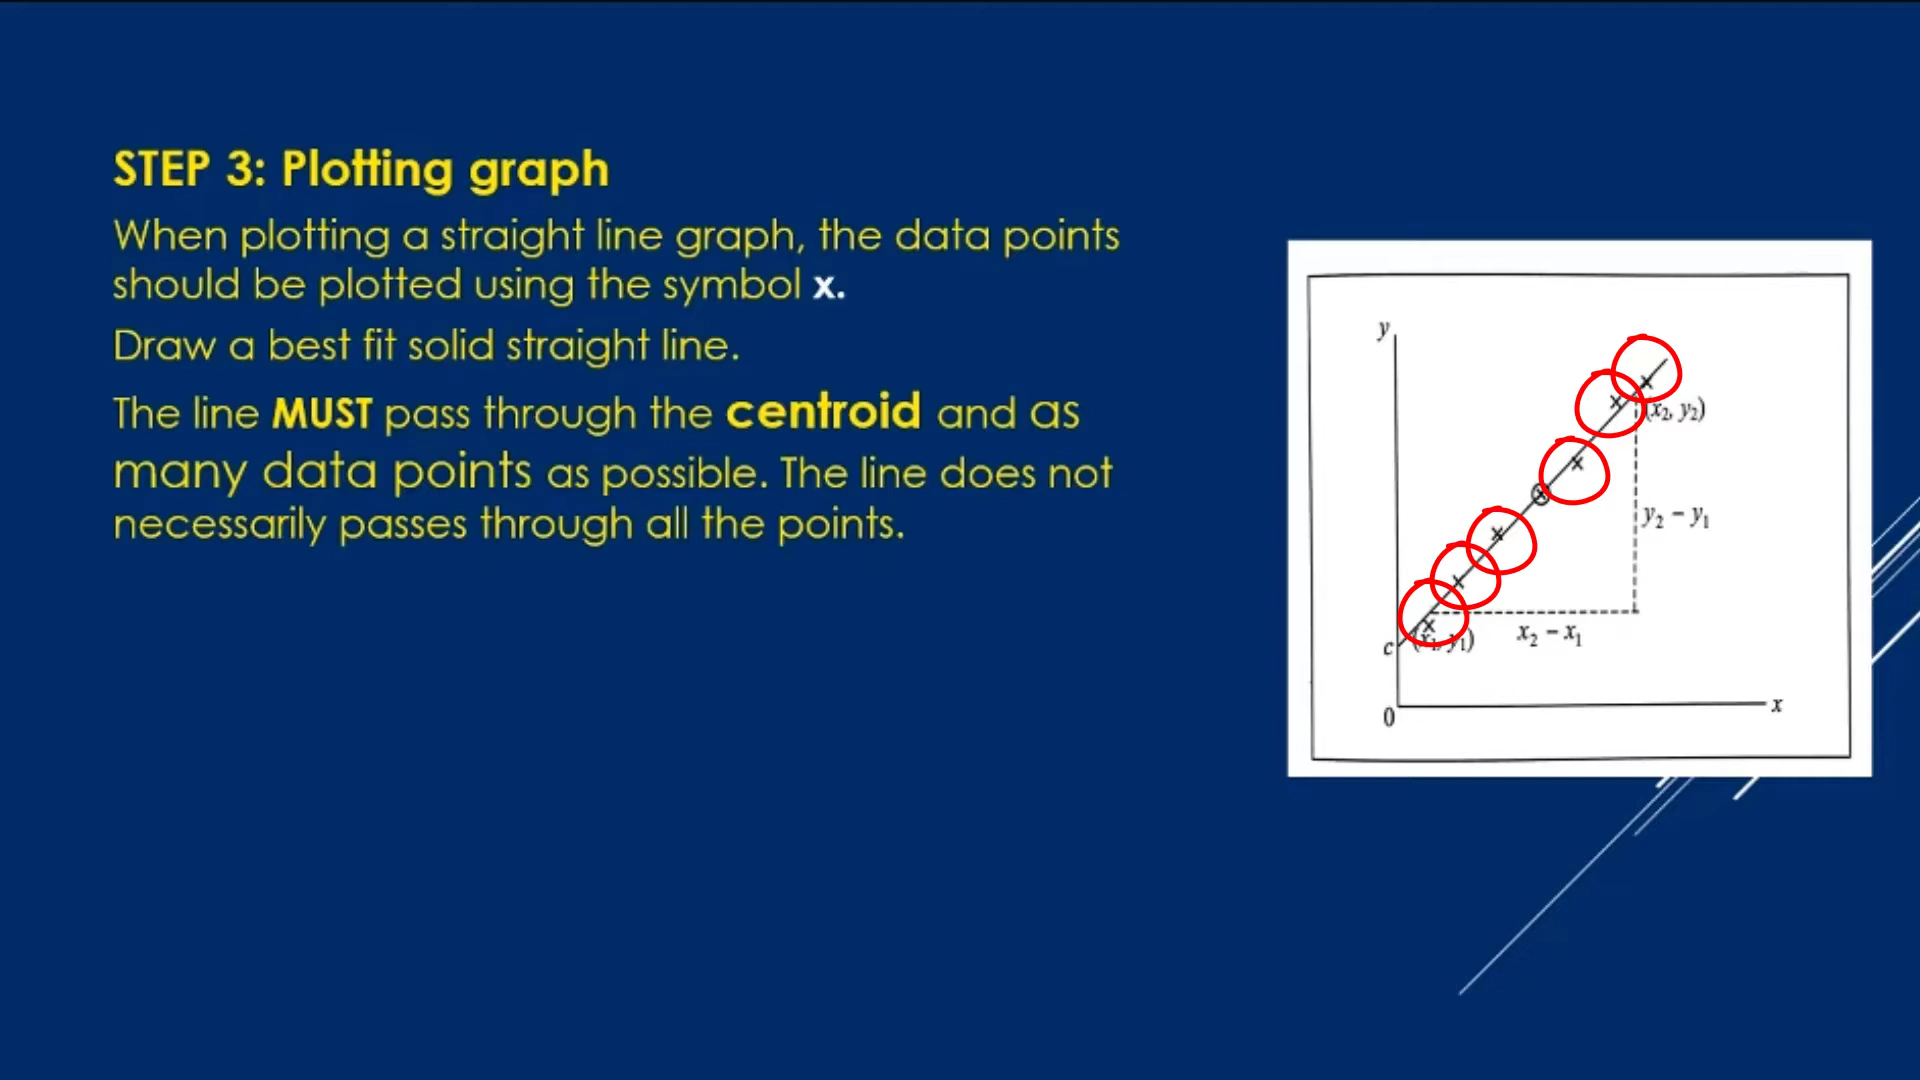 STEP 3: Plotting graph
When plotting a straight line graph, the data points
should be plotted using the symbol x.
Draw a best fit solid straight line.
The line MUST pass through the centroid and as
many data points as possible. The line does not
necessarily passes through all the points.
y
(x₂, y₂)
y₂ − y₁
x₂ − x₁
c
(x₁, y₁)
0
x